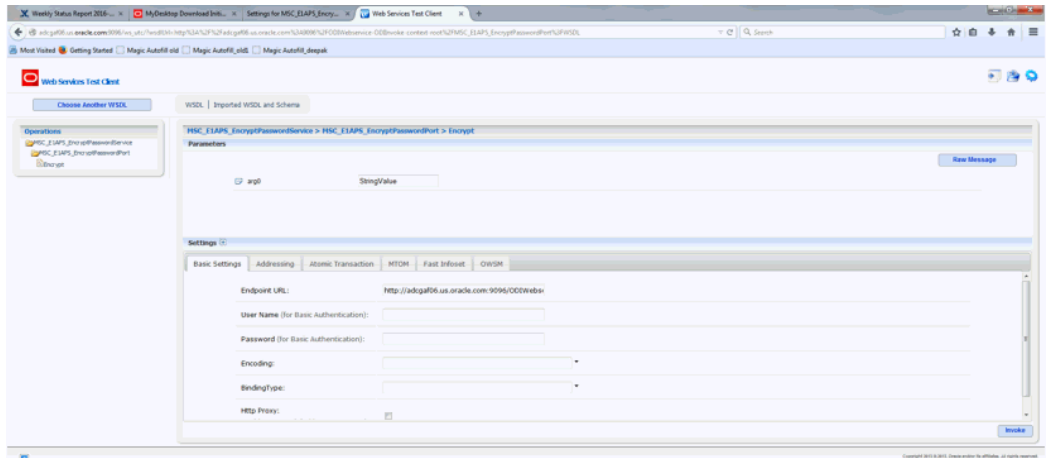 Weekly Status Report 2016-...
MyDesktop Download Insti...
Settings for MSC_E1APS_Encry...
Web Services Test Client
Search
Most Visited Getting Started Magic Autofill old Magic Autofill_old1 Magic Autofill_deepak
Web Services Test Client
Choose Another WSDL
WSDL | Imported WSDL and Schema
Operations
MSC_E1APS_EncryptPasswordService
MSC_E1APS_EncryptPasswordPort
Encrypt
MSC_E1APS_EncryptPasswordService > MSC_E1APS_EncryptPasswordPort > Encrypt
Parameters
Raw Message
arg0 StringValue
Settings
Basic Settings Addressing Atomic Transaction MTOM Fast Infoset OWSM
Endpoint URL: http://adcgaf06.us.oracle.com:9096/ODIWebse
User Name (for Basic Authentication):
Password (for Basic Authentication):
Encoding:
BindingType:
Http Proxy:
Invoke